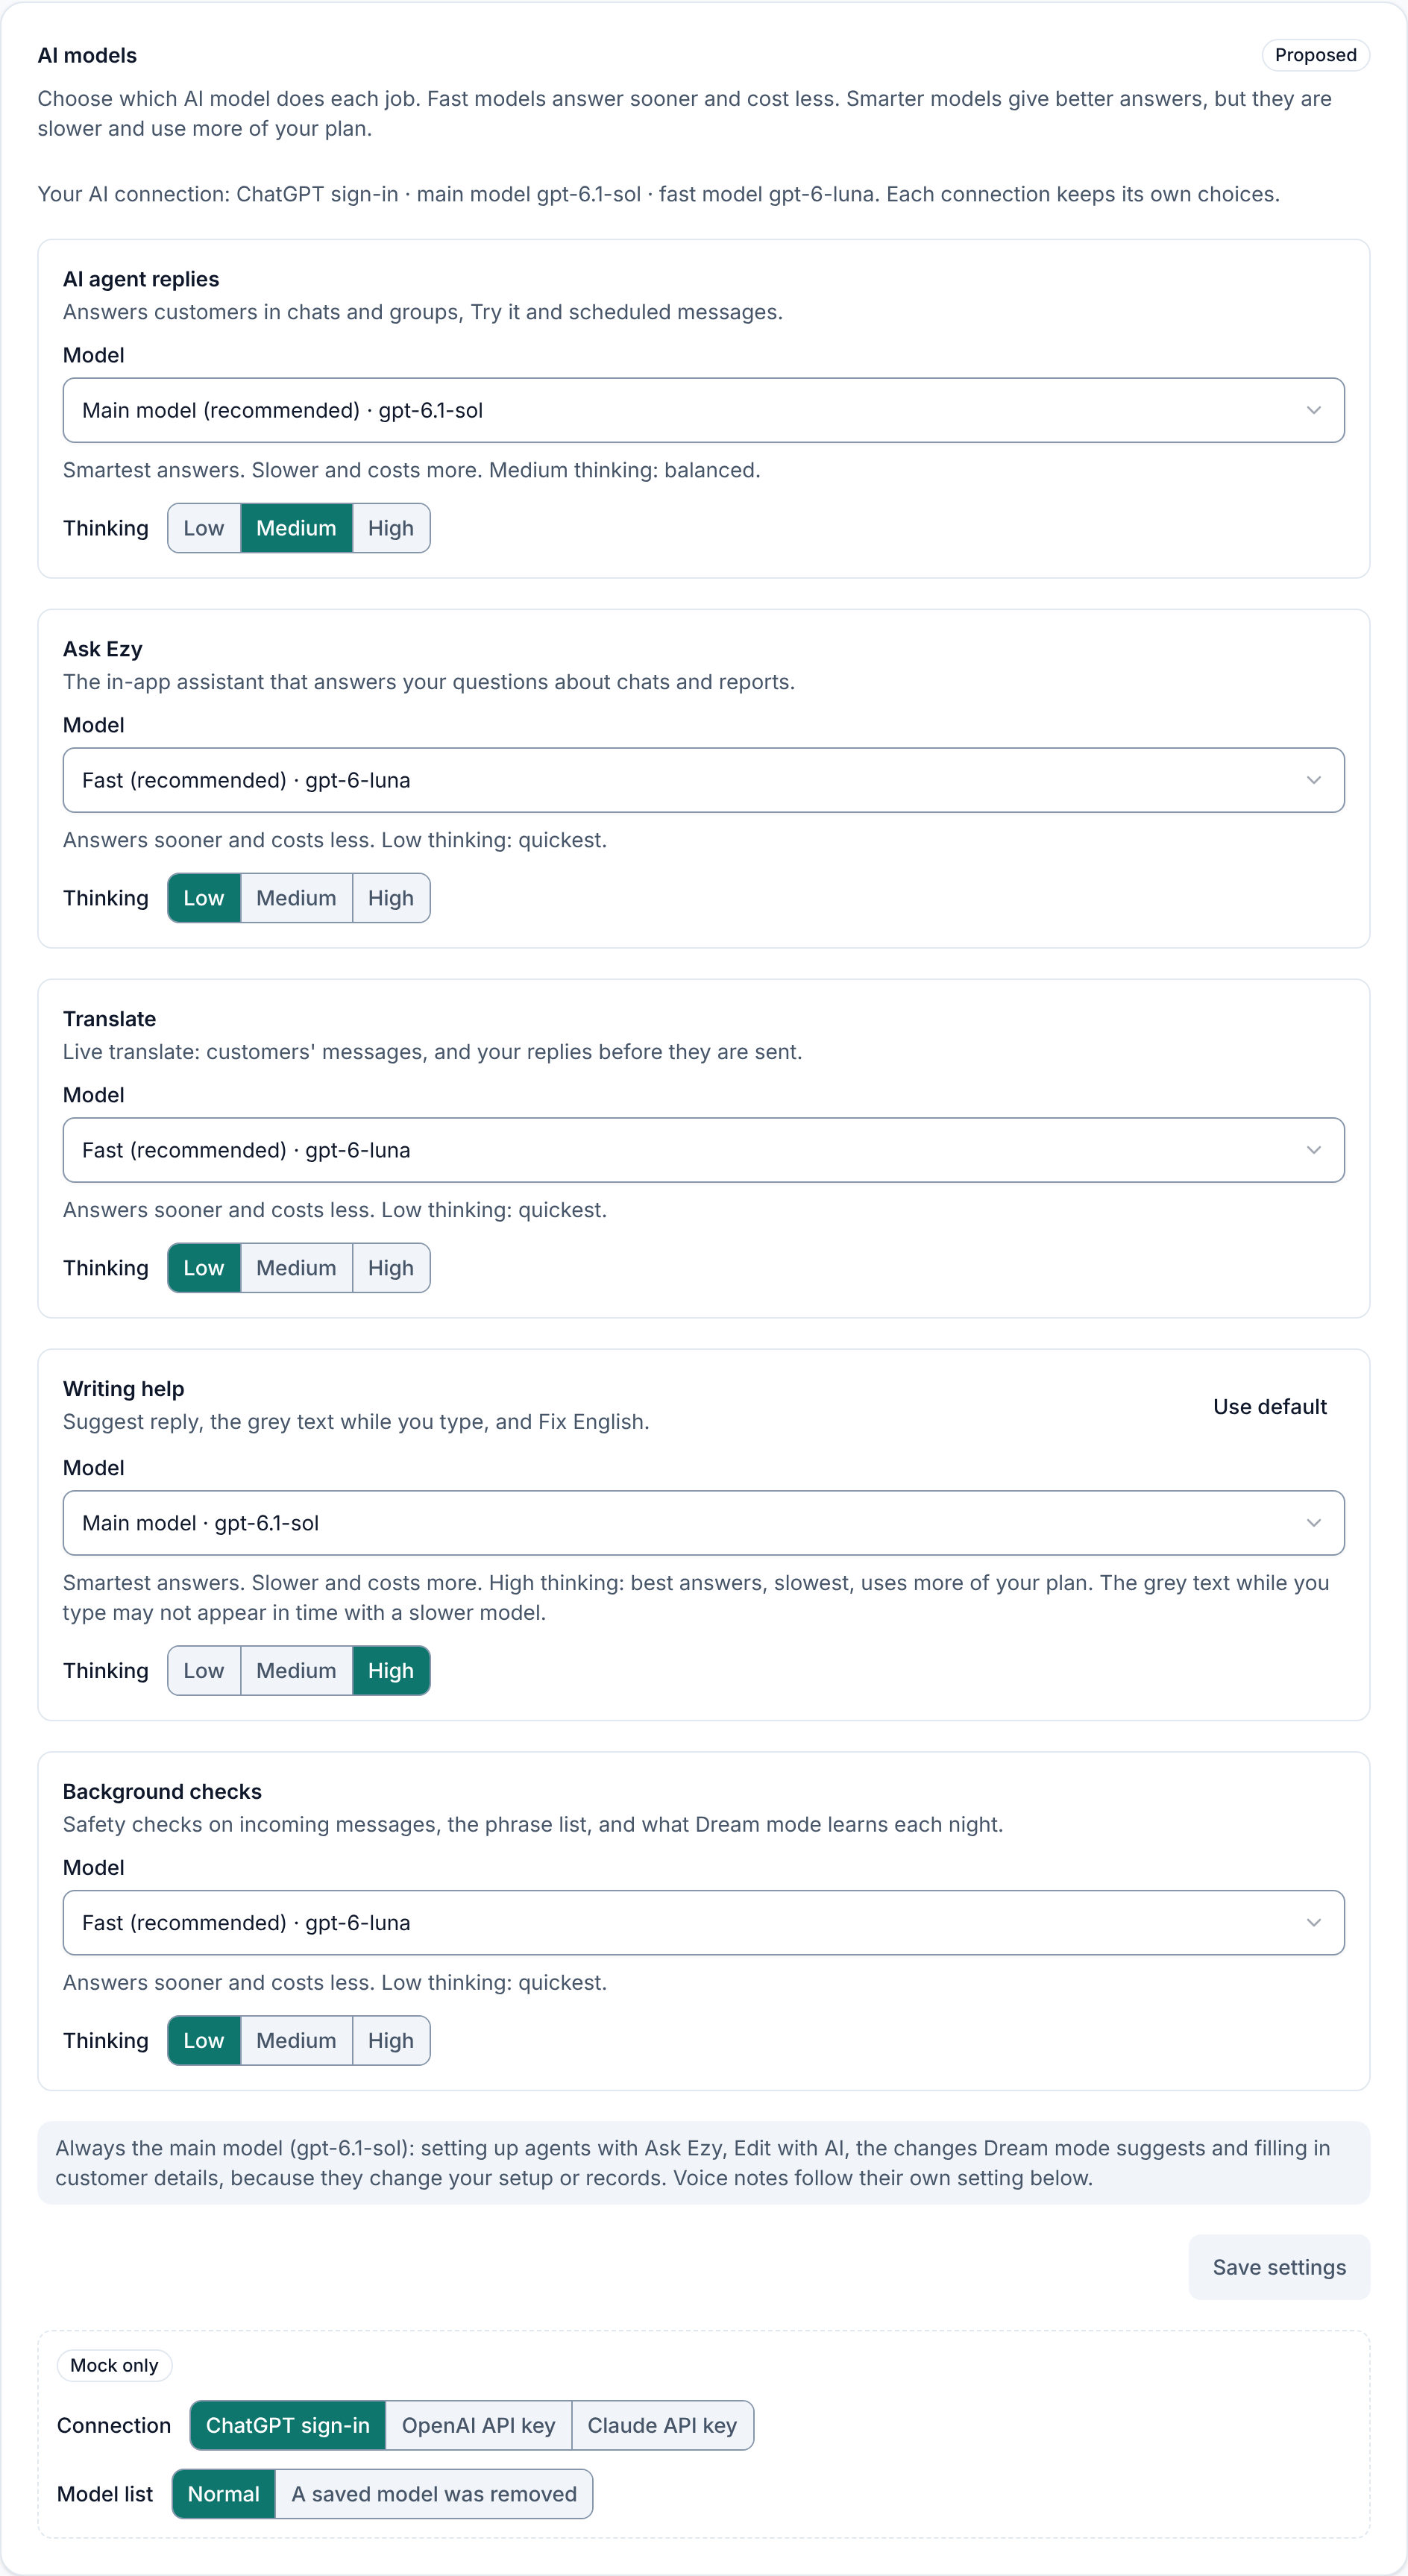 AI models
Proposed
Choose which AI model does each job. Fast models answer sooner and cost less. Smarter models give better answers, but they are
slower and use more of your plan.
Your AI connection: ChatGPT sign-in · main model gpt-6.1-sol · fast model gpt-6-luna. Each connection keeps its own choices.
AI agent replies
Answers customers in chats and groups, Try it and scheduled messages.
Model
Main model (recommended) · gpt-6.1-sol
Smartest answers. Slower and costs more. Medium thinking: balanced.
Thinking Low Medium High
Ask Ezy
The in-app assistant that answers your questions about chats and reports.
Model
Fast (recommended) · gpt-6-luna
Answers sooner and costs less. Low thinking: quickest.
Thinking Low Medium High
Translate
Live translate: customers' messages, and your replies before they are sent.
Model
Fast (recommended) · gpt-6-luna
Answers sooner and costs less. Low thinking: quickest.
Thinking Low Medium High
Writing help
Suggest reply, the grey text while you type, and Fix English.
Use default
Model
Main model · gpt-6.1-sol
Smartest answers. Slower and costs more. High thinking: best answers, slowest, uses more of your plan. The grey text while you
type may not appear in time with a slower model.
Thinking Low Medium High
Background checks
Safety checks on incoming messages, the phrase list, and what Dream mode learns each night.
Model
Fast (recommended) · gpt-6-luna
Answers sooner and costs less. Low thinking: quickest.
Thinking Low Medium High
Always the main model (gpt-6.1-sol): setting up agents with Ask Ezy, Edit with AI, the changes Dream mode suggests and filling in
customer details, because they change your setup or records. Voice notes follow their own setting below.
Save settings
Mock only
Connection ChatGPT sign-in OpenAI API key Claude API key
Model list Normal A saved model was removed